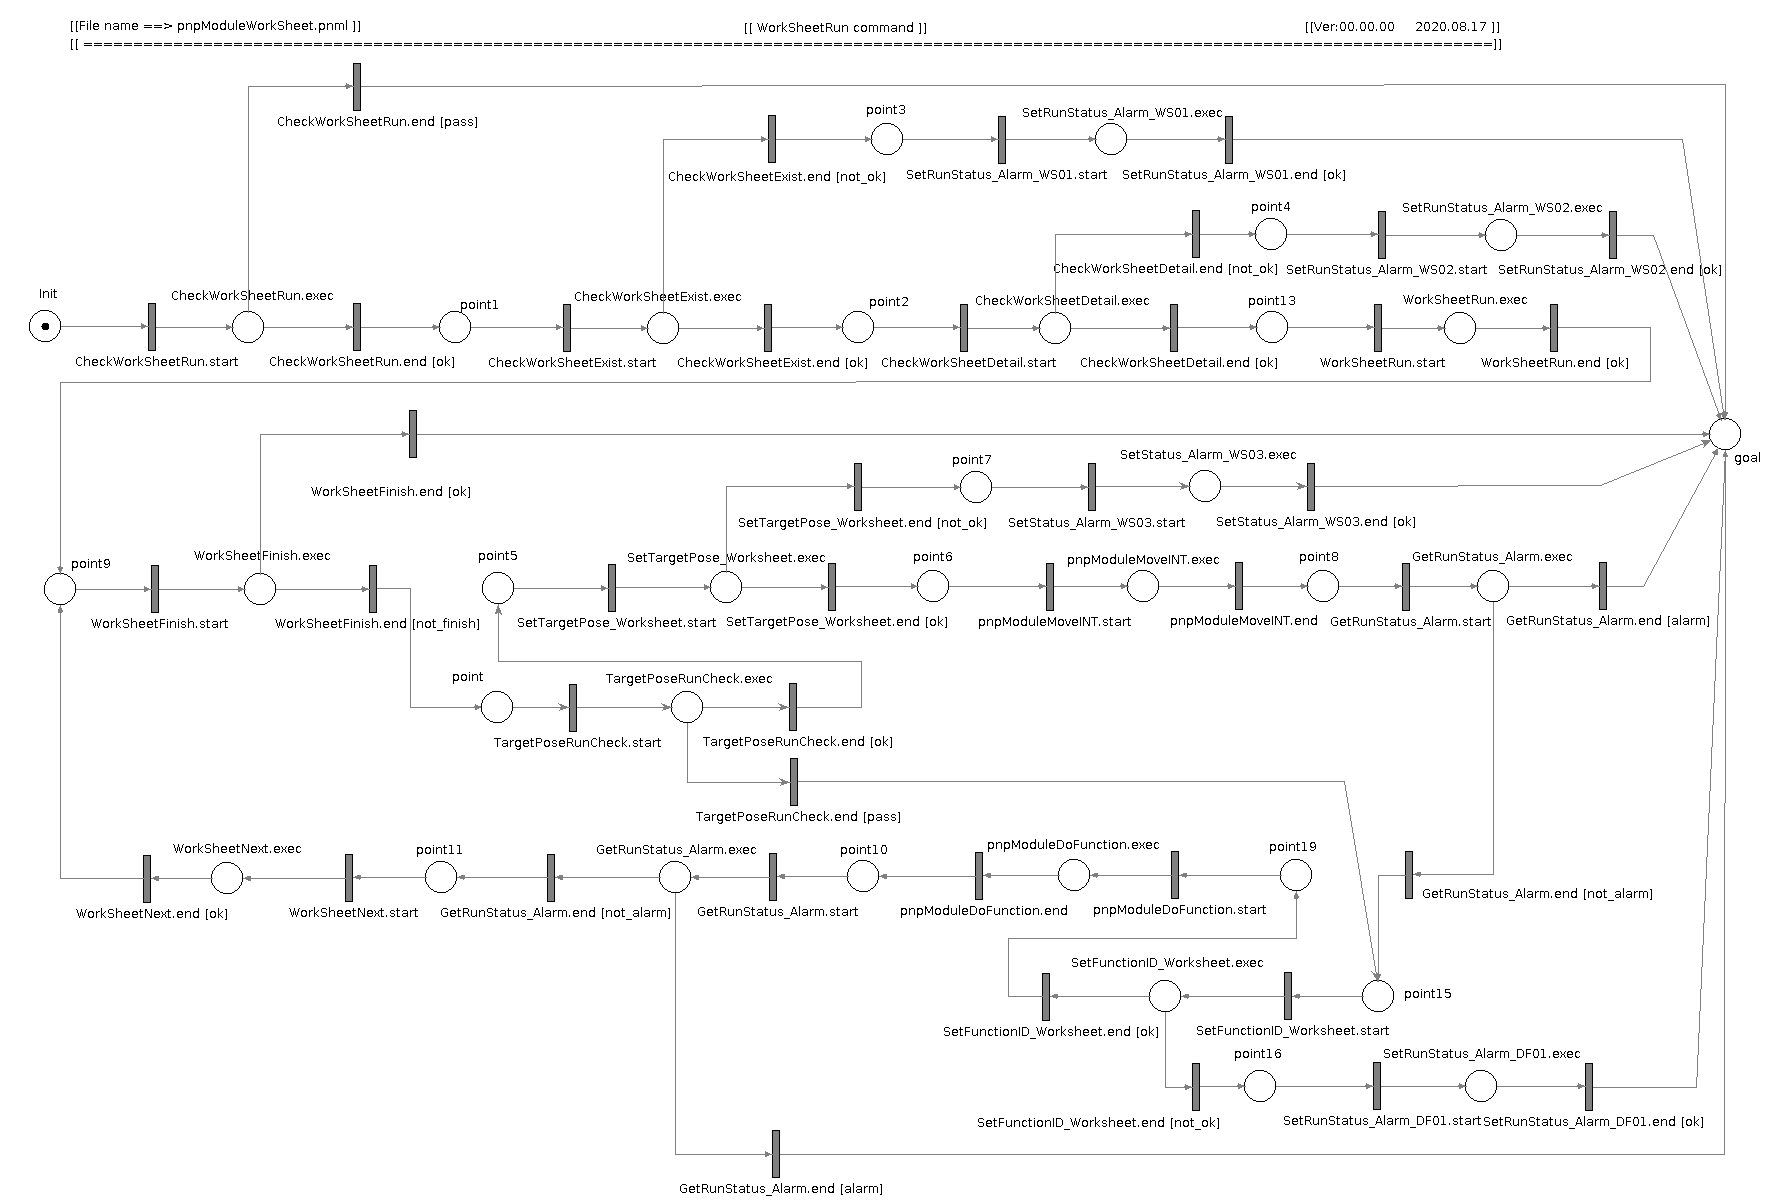 [[File name ==> pnpModuleWorkSheet.pnml ]] [[ WorkSheetRun command ]] [[Ver:00.00.00 2020.08.17 ]]
[[ =============================================================================================================================================]]
CheckWorkSheetRun.end [pass]
point3 SetRunStatus_Alarm_WS01.exec
CheckWorkSheetExist.end [not_ok] SetRunStatus_Alarm_WS01.start SetRunStatus_Alarm_WS01.end [ok]
point4 SetRunStatus_Alarm_WS02.exec
CheckWorkSheetDetail.end [not_ok] SetRunStatus_Alarm_WS02.start SetRunStatus_Alarm_WS02.end [ok]
Init CheckWorkSheetRun.exec point1 CheckWorkSheetExist.exec point2 CheckWorkSheetDetail.exec point13 WorkSheetRun.exec
CheckWorkSheetRun.start CheckWorkSheetRun.end [ok] CheckWorkSheetExist.start CheckWorkSheetExist.end [ok] CheckWorkSheetDetail.start CheckWorkSheetDetail.end [ok] WorkSheetRun.start WorkSheetRun.end [ok]
goal
WorkSheetFinish.end [ok]
point7 SetStatus_Alarm_WS03.exec
SetTargetPose_Worksheet.end [not_ok] SetStatus_Alarm_WS03.start SetStatus_Alarm_WS03.end [ok]
point9 WorkSheetFinish.exec point5 SetTargetPose_Worksheet.exec point6 pnpModuleMoveINT.exec point8 GetRunStatus_Alarm.exec
WorkSheetFinish.start WorkSheetFinish.end [not_finish] SetTargetPose_Worksheet.start SetTargetPose_Worksheet.end [ok] pnpModuleMoveINT.start pnpModuleMoveINT.end GetRunStatus_Alarm.start GetRunStatus_Alarm.end [alarm]
point TargetPoseRunCheck.exec
TargetPoseRunCheck.start TargetPoseRunCheck.end [ok]
TargetPoseRunCheck.end [pass]
WorkSheetNext.exec point11 GetRunStatus_Alarm.exec point10 pnpModuleDoFunction.exec point19
GetRunStatus_Alarm.end [not_alarm]
WorkSheetNext.end [ok] WorkSheetNext.start GetRunStatus_Alarm.end [not_alarm] GetRunStatus_Alarm.start pnpModuleDoFunction.end pnpModuleDoFunction.start
SetFunctionID_Worksheet.exec
point15
SetFunctionID_Worksheet.end [ok] SetFunctionID_Worksheet.start
point16 SetRunStatus_Alarm_DF01.exec
SetFunctionID_Worksheet.end [not_ok] SetRunStatus_Alarm_DF01.start SetRunStatus_Alarm_DF01.end [ok]
GetRunStatus_Alarm.end [alarm]